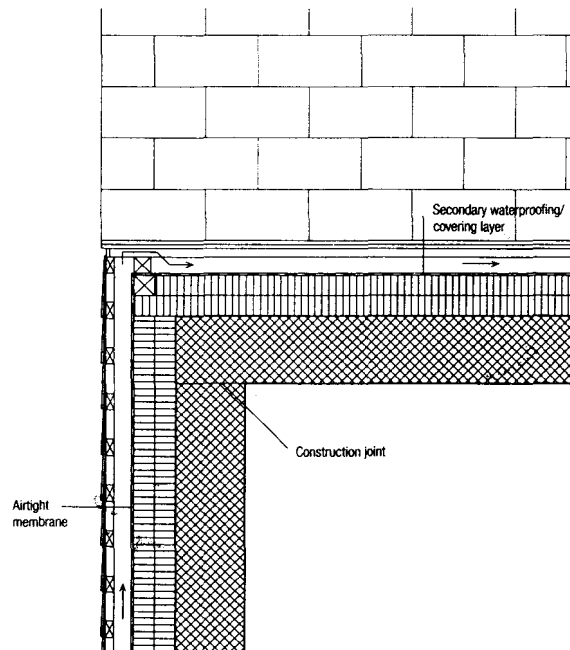 Secondary waterproofing/
covering layer
Construction joint
Airtight
membrane